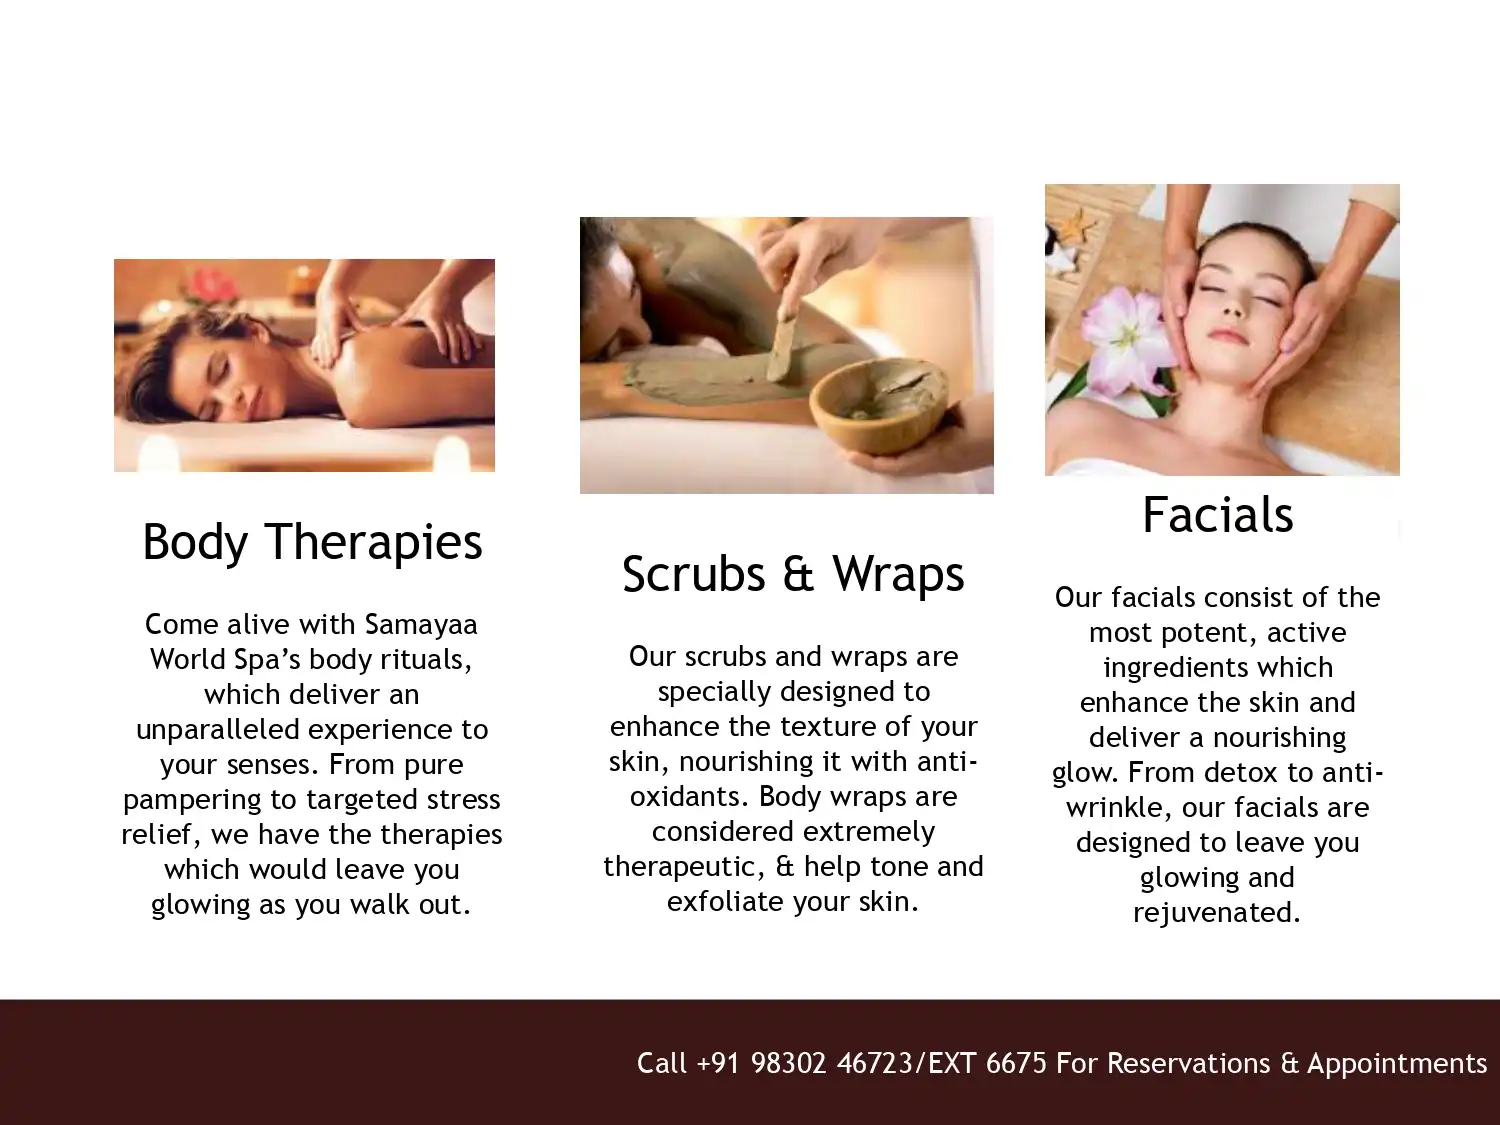 Body Therapies
Come alive with Samayaa
World Spa’s body rituals,
which deliver an
unparalleled experience to
your senses. From pure
pampering to targeted stress
relief, we have the therapies
which would leave you
glowing as you walk out.
Scrubs & Wraps
Our scrubs and wraps are
specially designed to
enhance the texture of your
skin, nourishing it with anti-
oxidants. Body wraps are
considered extremely
therapeutic, & help tone and
exfoliate your skin.
Facials
Our facials consist of the
most potent, active
ingredients which
enhance the skin and
deliver a nourishing
glow. From detox to anti-
wrinkle, our facials are
designed to leave you
glowing and
rejuvenated.
Call +91 98302 46723/EXT 6675 For Reservations & Appointments